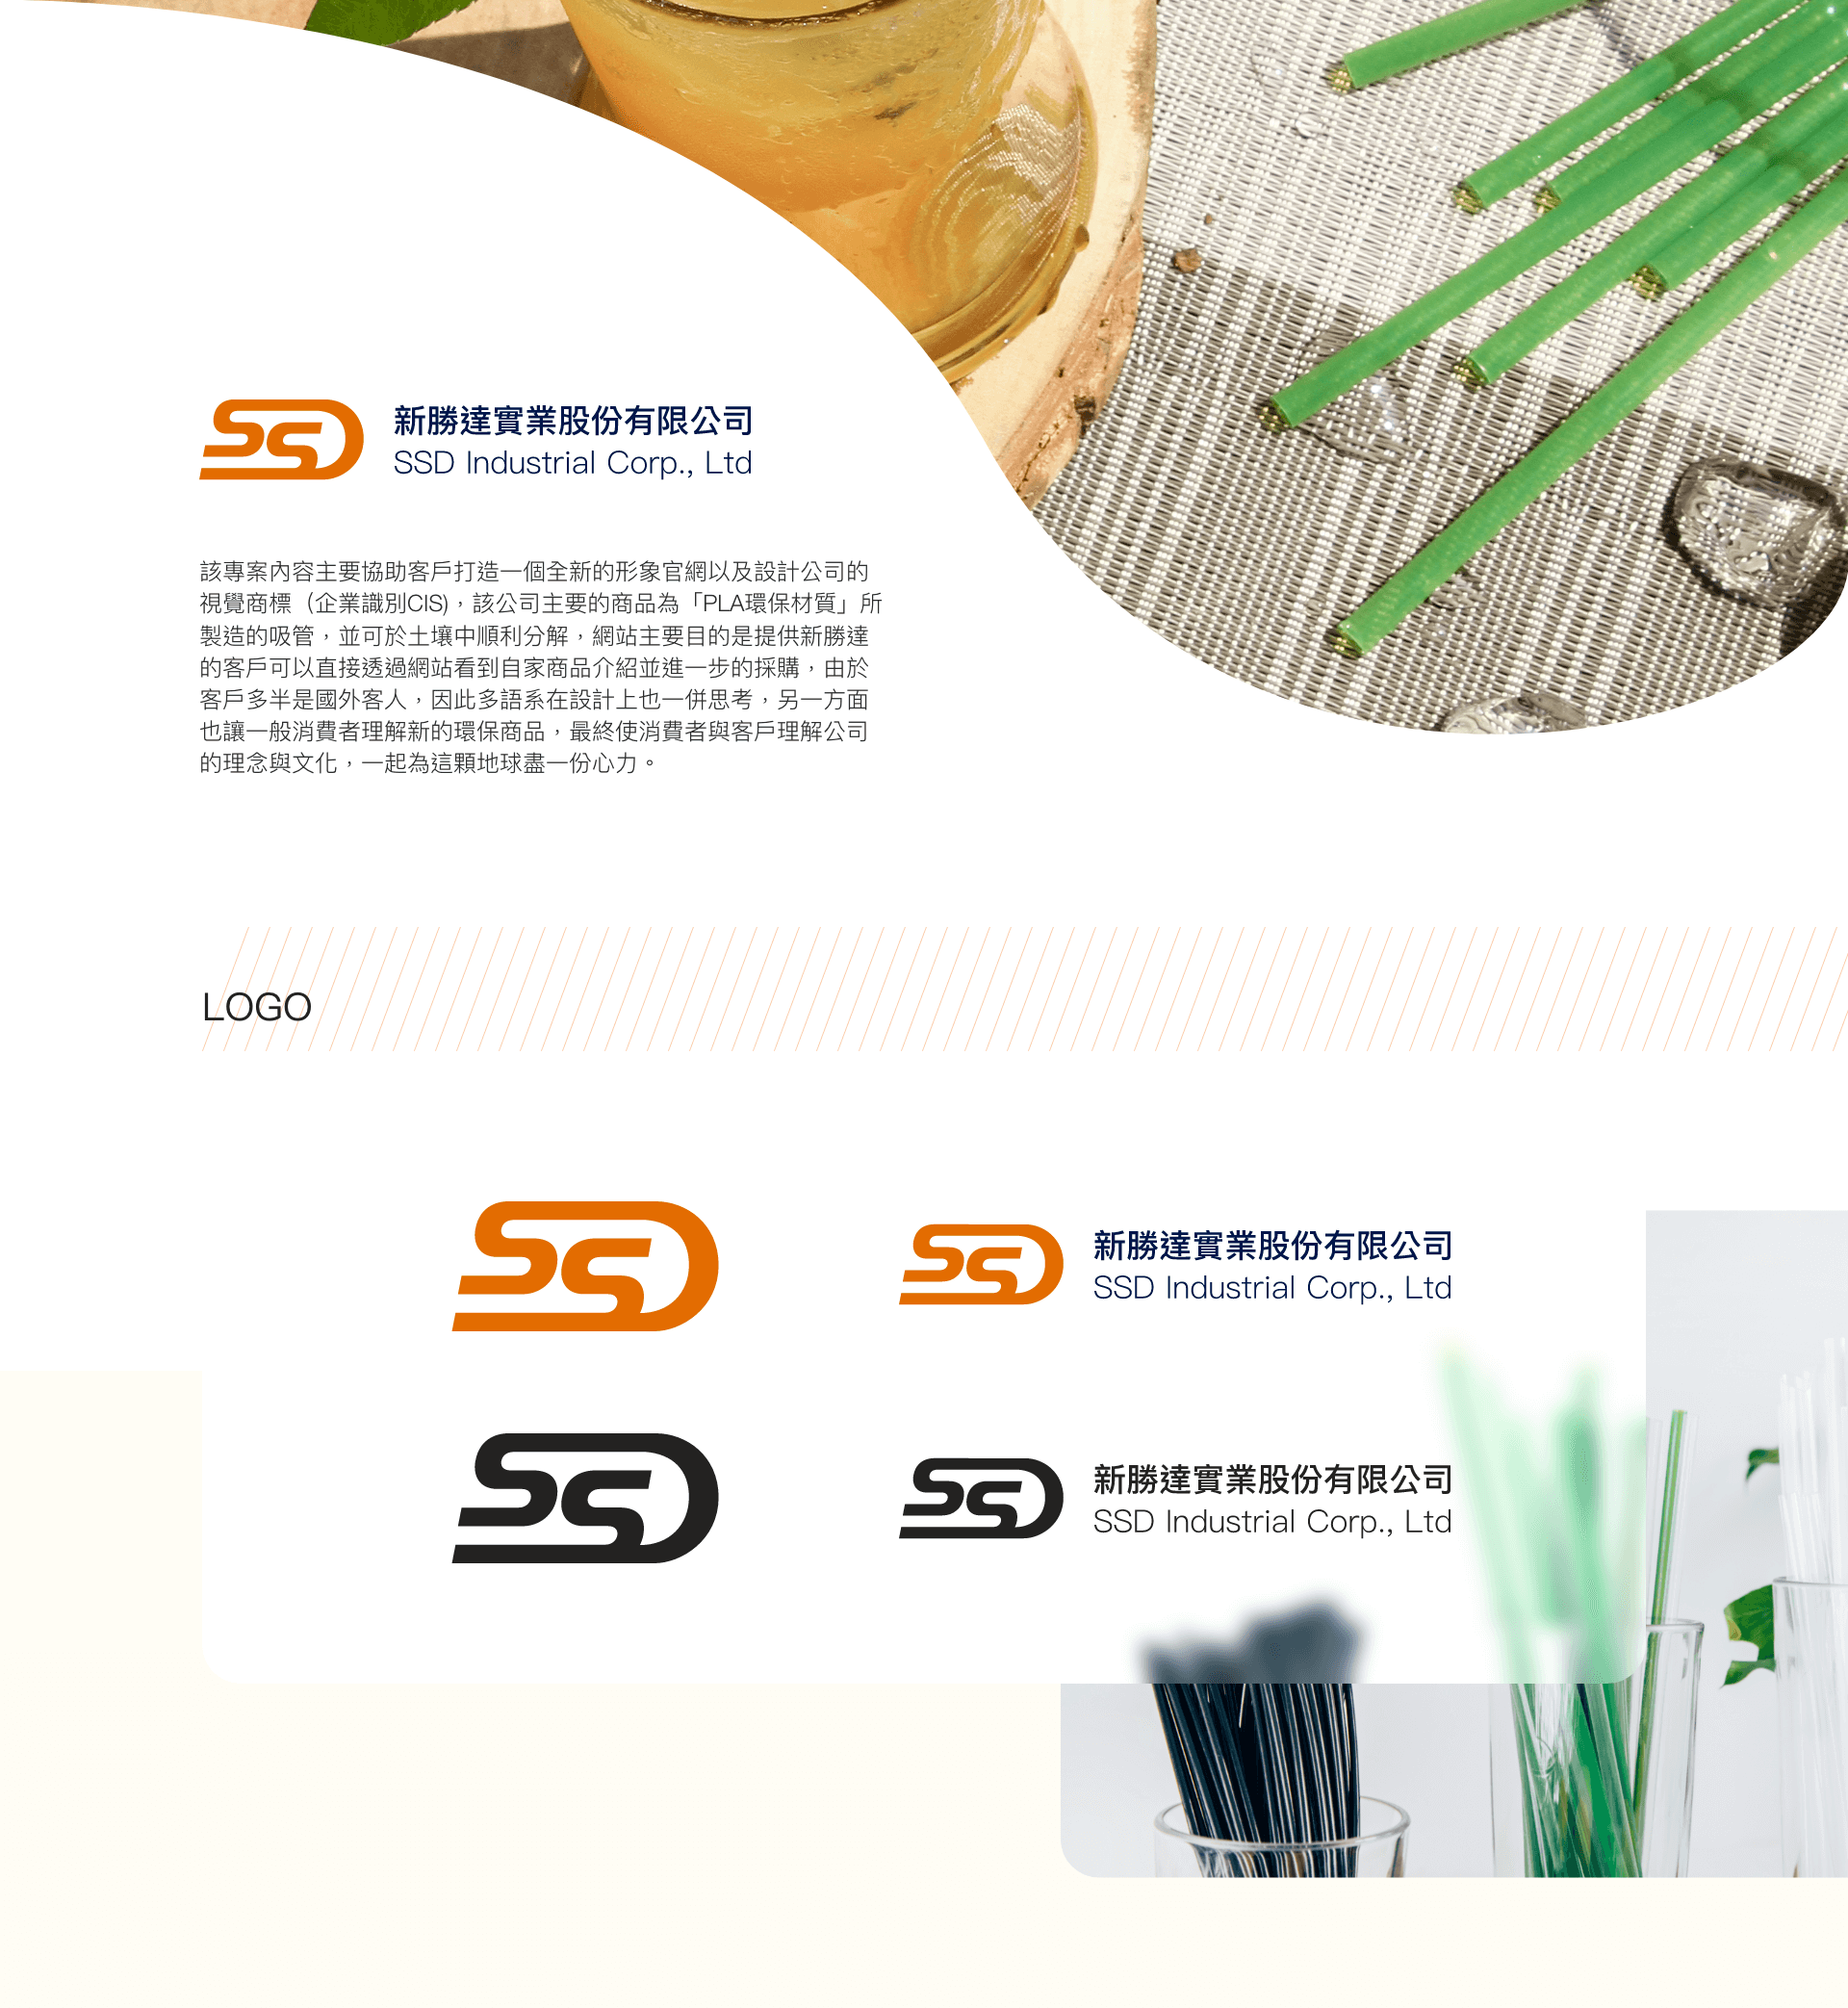 SSD
新勝達實業股份有限公司
SSD Industrial Corp., Ltd
該專案內容主要協助客戶打造一個全新的形象官網以及設計公司的
視覺商標（企業識別CIS)，該公司主要的商品為「PLA環保材質」所
製造的吸管，並可於土壤中順利分解，網站主要目的是提供新勝達
的客戶可以直接透過網站看到自家商品介紹並進一步的採購，由於
客戶多半是國外客人，因此多語系在設計上也一併思考，另一方面
也讓一般消費者理解新的環保商品，最終使消費者與客戶理解公司
的理念與文化，一起為這顆地球盡一份心力。
LOGO
SSD
SSD
新勝達實業股份有限公司
SSD Industrial Corp., Ltd
SSD
SSD
新勝達實業股份有限公司
SSD Industrial Corp., Ltd